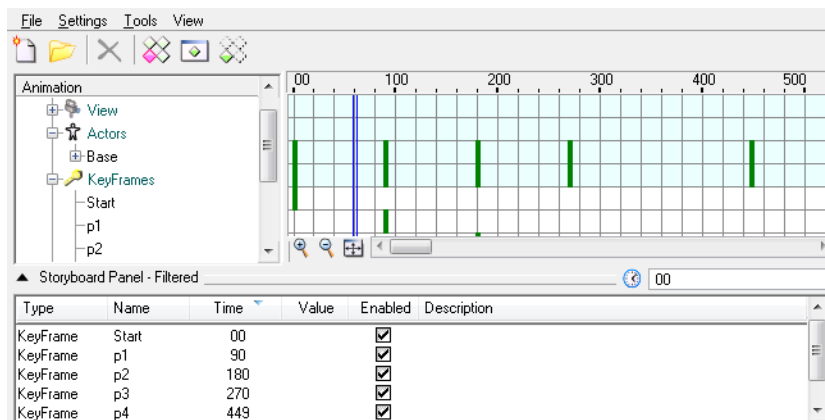 File Settings Tools View
00 100 200 300 400 500
Animation
View
Actors
Base
KeyFrames
Start
p1
p2
Storyboard Panel - Filtered 00
Type Name Time Value Enabled Description
KeyFrame Start 00
KeyFrame p1 90
KeyFrame p2 180
KeyFrame p3 270
KeyFrame p4 449